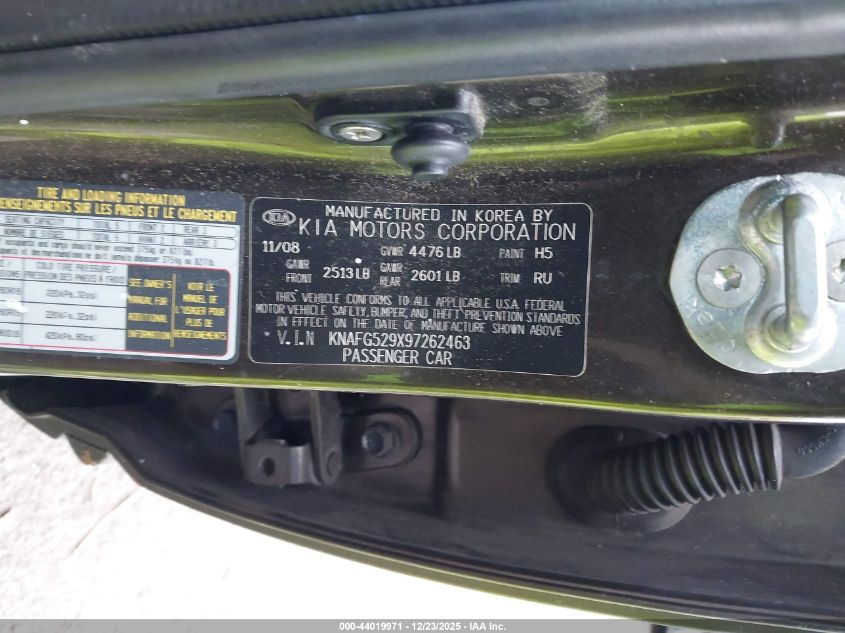 TIRE AND LOADING INFORMATION
RENSEIGNEMENTS SUR LES PNEUS ET LE CHARGEMENT
SEE OWNER'S
MANUAL FOR
ADDITIONAL
INFORMATION
VOIR LE
MANUEL DE
L'USAGER POUR
PLUS DE
RENSEIGNEMENTS
KIA
MANUFACTURED IN KOREA BY
KIA MOTORS CORPORATION
11/08 GVWR 4476 LB PAINT H5
GAWR FRONT 2513 LB GAWR REAR 2601 LB TRIM RU
THIS VEHICLE CONFORMS TO ALL APPLICABLE U.S.A. FEDERAL
MOTOR VEHICLE SAFETY, BUMPER, AND THEFT PREVENTION STANDARDS
IN EFFECT ON THE DATE OF MANUFACTURE SHOWN ABOVE
V.I.N KNAFG529X97262463
PASSENGER CAR
000-44019971 - 12/23/2025 - IAA Inc.